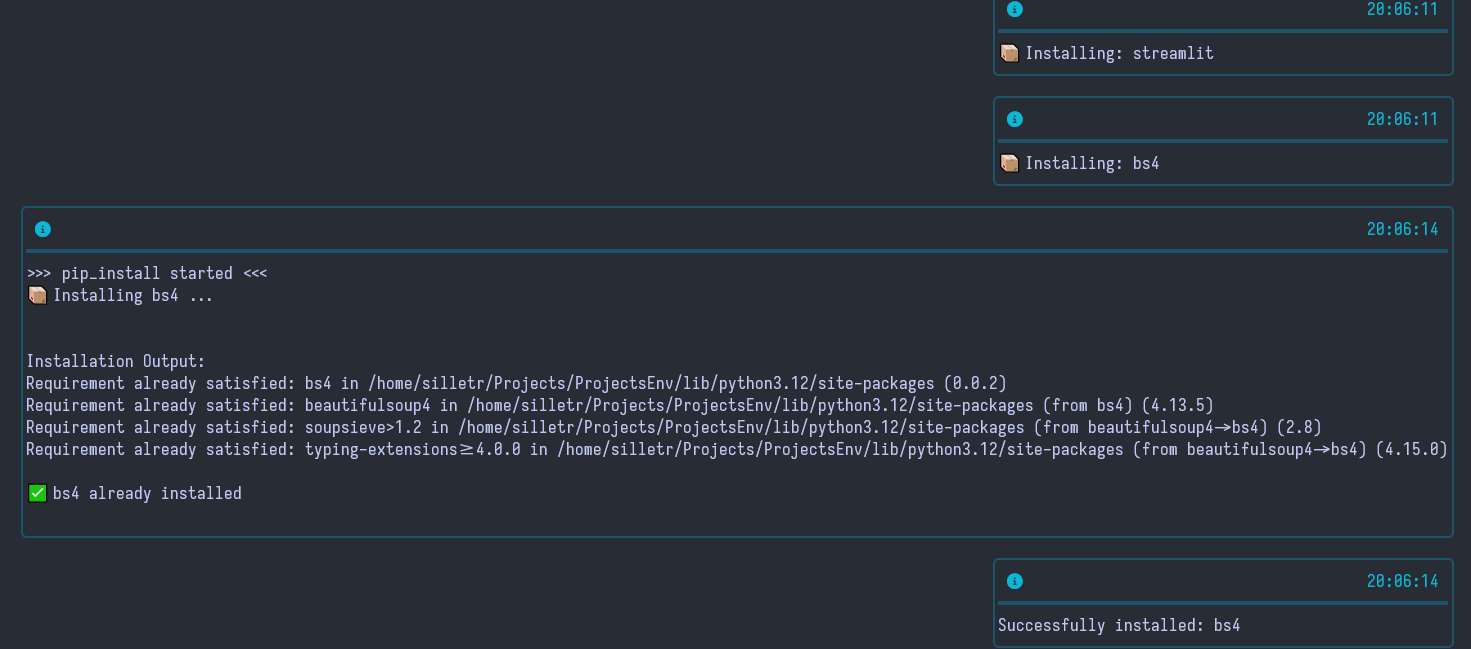 20:06:11
Installing: streamlit
20:06:11
Installing: bs4
20:06:14
>>> pip_install started <<<
Installing bs4 ...
Installation Output:
Requirement already satisfied: bs4 in /home/silletr/Projects/ProjectsEnv/lib/python3.12/site-packages (0.0.2)
Requirement already satisfied: beautifulsoup4 in /home/silletr/Projects/ProjectsEnv/lib/python3.12/site-packages (from bs4) (4.13.5)
Requirement already satisfied: soupsieve>1.2 in /home/silletr/Projects/ProjectsEnv/lib/python3.12/site-packages (from beautifulsoup4→bs4) (2.8)
Requirement already satisfied: typing-extensions≥4.0.0 in /home/silletr/Projects/ProjectsEnv/lib/python3.12/site-packages (from beautifulsoup4→bs4) (4.15.0)
✅ bs4 already installed
20:06:14
Successfully installed: bs4